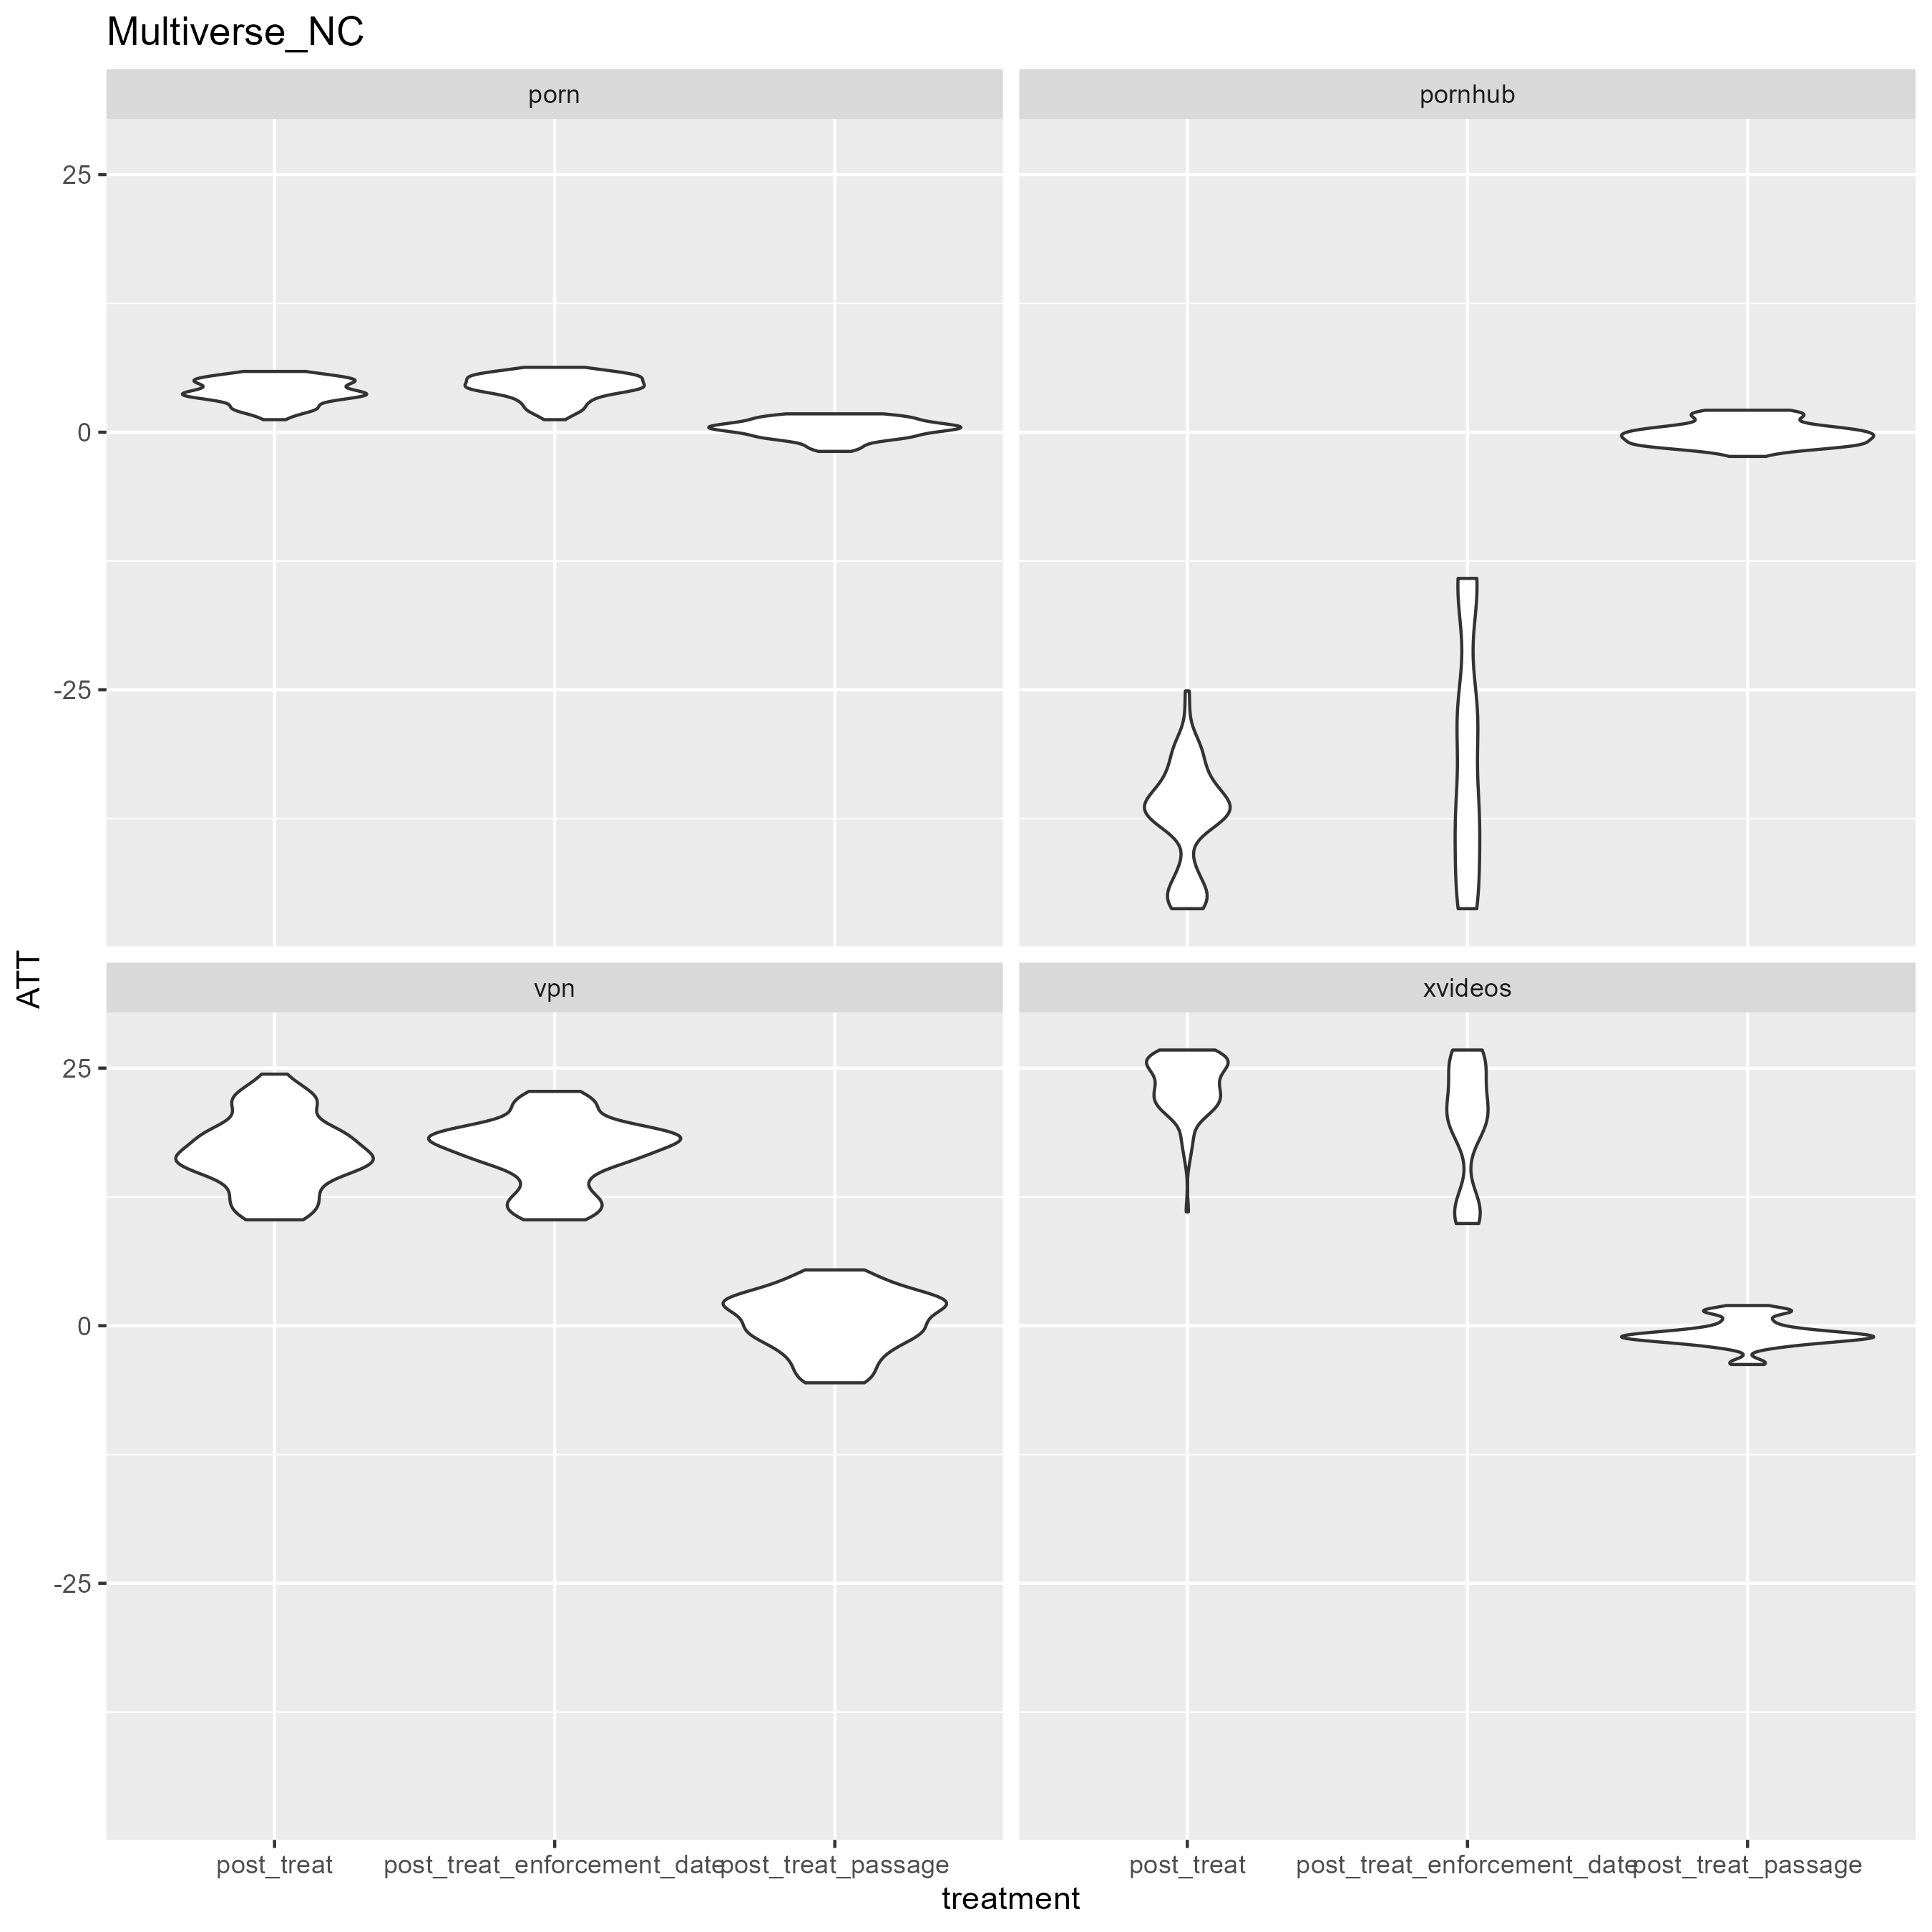 Multiverse_NC
porn
pornhub
25
0
-25
ATT
vpn
xvideos
25
0
-25
post_treat
post_treat_enforcement_date
post_treat_passage
post_treat
post_treat_enforcement_date
post_treat_passage
treatment